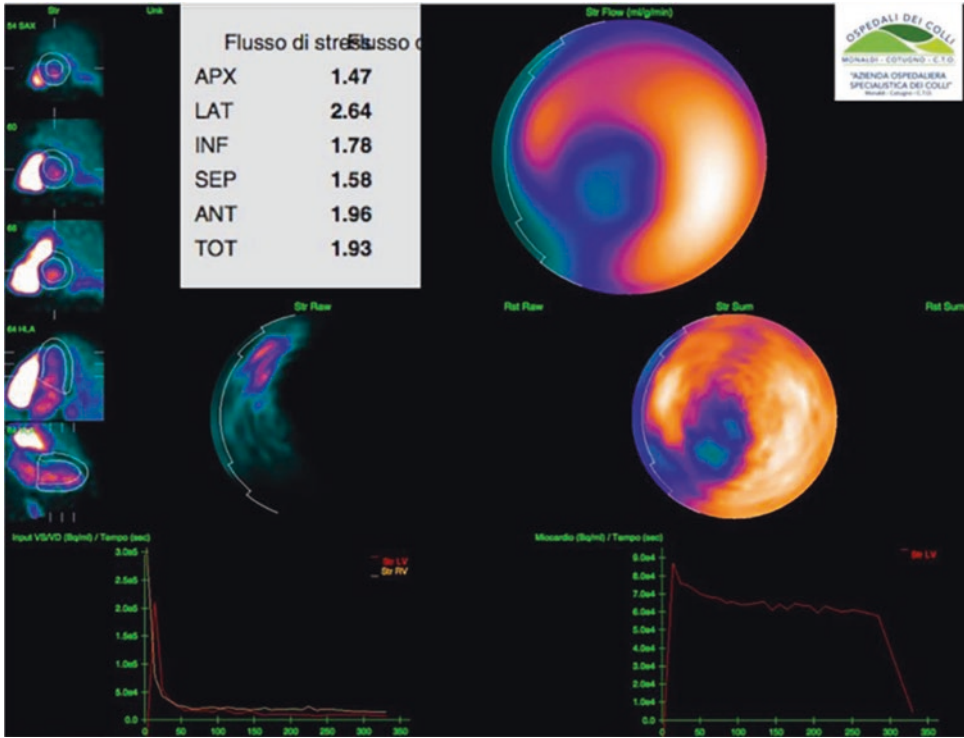 Str
Unk
Str Flow (ml/g/min)
54 SAX
60
66
64 HLA
Flusso di stress
APX 1.47
LAT 2.64
INF 1.78
SEP 1.58
ANT 1.96
TOT 1.93
OSPEDALI DEI COLLI
MONALDI - COTUGNO - C.T.O.
"AZIENDA OSPEDALIERA
SPECIALISTICA DEI COLLI"
Monaldi - Cotugno - C.T.O.
Str Raw
Rst Raw
Str Sum
Rst Sum
Input VS/VD (Bq/ml) / Tempo (sec)
3.0e5
2.5e5
2.0e5
1.5e5
1.0e5
5.0e4
0.0
0 50 100 150 200 250 300
Str LV
Str RV
Miocardio (Bq/ml) / Tempo (sec)
9.0e4
8.0e4
7.0e4
6.0e4
5.0e4
4.0e4
3.0e4
2.0e4
1.0e4
0.0
0 50 100 150 200 250 300
Str LV